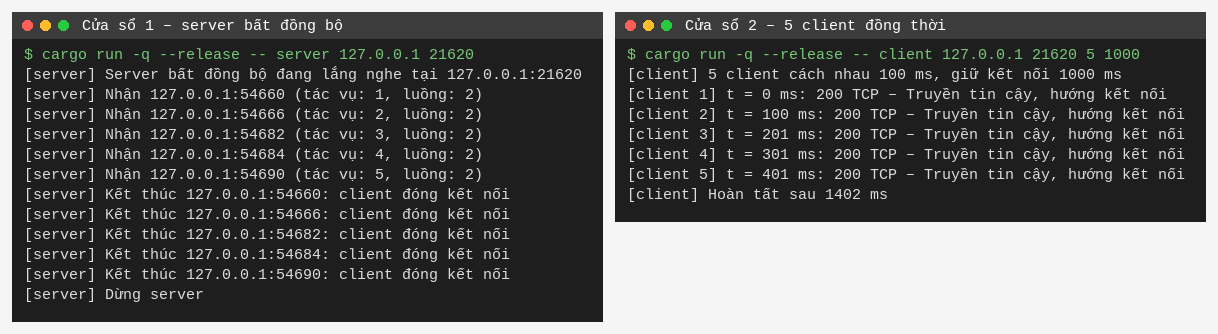 Cửa sổ 1 – server bất đồng bộ
$ cargo run -q --release -- server 127.0.0.1 21620
[server] Server bất đồng bộ đang lắng nghe tại 127.0.0.1:21620
[server] Nhận 127.0.0.1:54660 (tác vụ: 1, luồng: 2)
[server] Nhận 127.0.0.1:54666 (tác vụ: 2, luồng: 2)
[server] Nhận 127.0.0.1:54682 (tác vụ: 3, luồng: 2)
[server] Nhận 127.0.0.1:54684 (tác vụ: 4, luồng: 2)
[server] Nhận 127.0.0.1:54690 (tác vụ: 5, luồng: 2)
[server] Kết thúc 127.0.0.1:54660: client đóng kết nối
[server] Kết thúc 127.0.0.1:54666: client đóng kết nối
[server] Kết thúc 127.0.0.1:54682: client đóng kết nối
[server] Kết thúc 127.0.0.1:54684: client đóng kết nối
[server] Kết thúc 127.0.0.1:54690: client đóng kết nối
[server] Dừng server
Cửa sổ 2 – 5 client đồng thời
$ cargo run -q --release -- client 127.0.0.1 21620 5 1000
[client] 5 client cách nhau 100 ms, giữ kết nối 1000 ms
[client 1] t = 0 ms: 200 TCP – Truyền tin cậy, hướng kết nối
[client 2] t = 100 ms: 200 TCP – Truyền tin cậy, hướng kết nối
[client 3] t = 201 ms: 200 TCP – Truyền tin cậy, hướng kết nối
[client 4] t = 301 ms: 200 TCP – Truyền tin cậy, hướng kết nối
[client 5] t = 401 ms: 200 TCP – Truyền tin cậy, hướng kết nối
[client] Hoàn tất sau 1402 ms